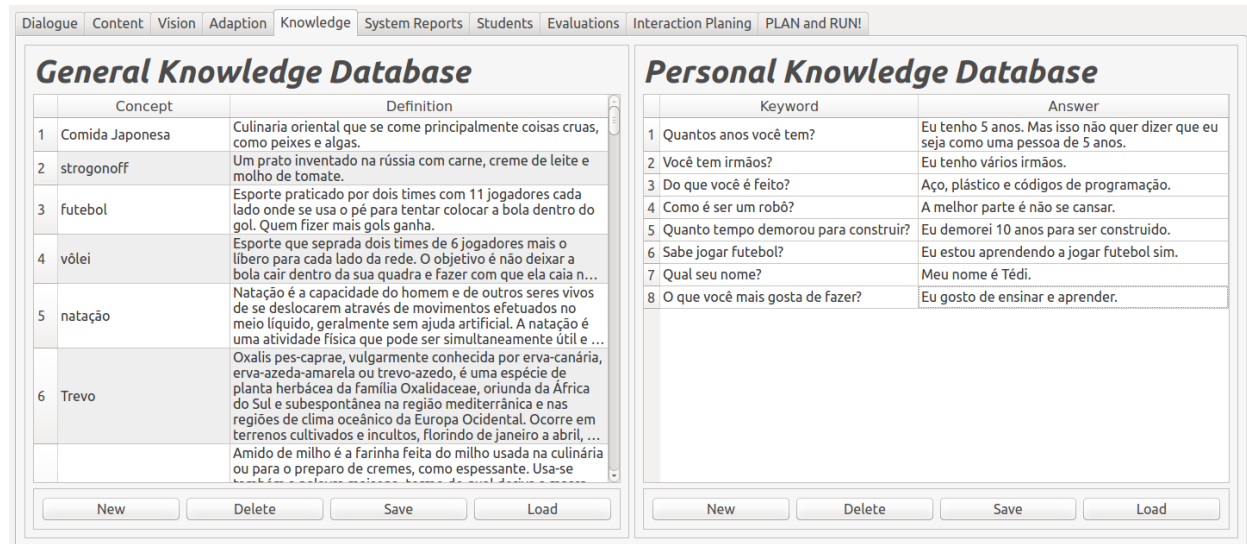 Dialogue Content Vision Adaption Knowledge System Reports Students Evaluations Interaction Planing PLAN and RUN!
General Knowledge Database
Concept Definition
1 Comida Japonesa Culinaria oriental que se come principalmente coisas cruas,
como peixes e algas.
2 strogonoff Um prato inventado na rússia com carne, creme de leite e
molho de tomate.
3 futebol Esporte praticado por dois times com 11 jogadores cada
lado onde se usa o pé para tentar colocar a bola dentro do
gol. Quem fizer mais gols ganha.
4 vôlei Esporte que seprada dois times de 6 jogadores mais o
líbero para cada lado da rede. O objetivo é não deixar a
bola cair dentro da sua quadra e fazer com que ela caia n...
5 natação Natação é a capacidade do homem e de outros seres vivos
de se deslocarem através de movimentos efetuados no
meio líquido, geralmente sem ajuda artificial. A natação é
uma atividade física que pode ser simultaneamente útil e ...
6 Trevo Oxalis pes-caprae, vulgarmente conhecida por erva-canária,
erva-azeda-amarela ou trevo-azedo, é uma espécie de
planta herbácea da família Oxalidaceae, oriunda da África
do Sul e subespontânea na região mediterrânica e nas
regiões de clima oceânico da Europa Ocidental. Ocorre em
terrenos cultivados e incultos, florindo de janeiro a abril, ...
Amido de milho é a farinha feita do milho usada na culinária
ou para o preparo de cremes, como espessante. Usa-se
New Delete Save Load
Personal Knowledge Database
Keyword Answer
1 Quantos anos você tem? Eu tenho 5 anos. Mas isso não quer dizer que eu
seja como uma pessoa de 5 anos.
2 Você tem irmãos? Eu tenho vários irmãos.
3 Do que você é feito? Aço, plástico e códigos de programação.
4 Como é ser um robô? A melhor parte é não se cansar.
5 Quanto tempo demorou para construir? Eu demorei 10 anos para ser construido.
6 Sabe jogar futebol? Eu estou aprendendo a jogar futebol sim.
7 Qual seu nome? Meu nome é Tédi.
8 O que você mais gosta de fazer? Eu gosto de ensinar e aprender.
New Delete Save Load